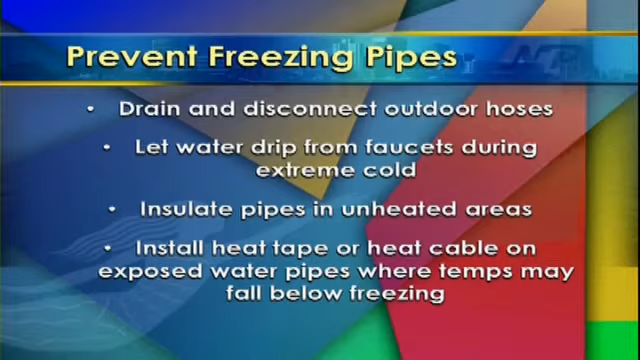 Prevent Freezing Pipes
• Drain and disconnect outdoor hoses
• Let water drip from faucets during
extreme cold
• Insulate pipes in unheated areas
• Install heat tape or heat cable on
exposed water pipes where temps may
fall below freezing